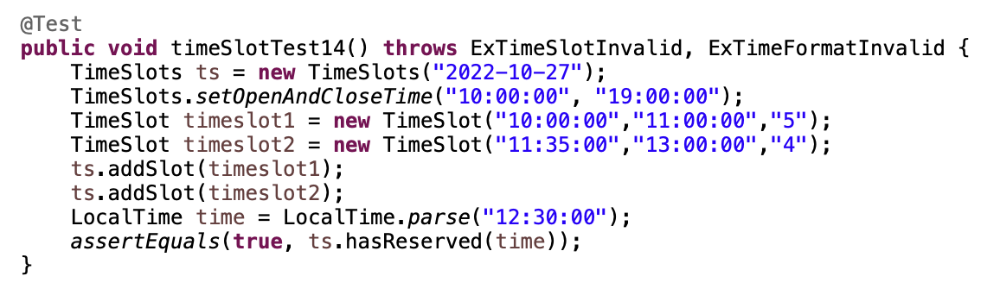 @Test
public void timeSlotTest14() throws ExTimeSlotInvalid, ExTimeFormatInvalid {
    TimeSlots ts = new TimeSlots("2022-10-27");
    TimeSlots.setOpenAndCloseTime("10:00:00", "19:00:00");
    TimeSlot timeslot1 = new TimeSlot("10:00:00","11:00:00","5");
    TimeSlot timeslot2 = new TimeSlot("11:35:00","13:00:00","4");
    ts.addSlot(timeslot1);
    ts.addSlot(timeslot2);
    LocalTime time = LocalTime.parse("12:30:00");
    assertEquals(true, ts.hasReserved(time));
}